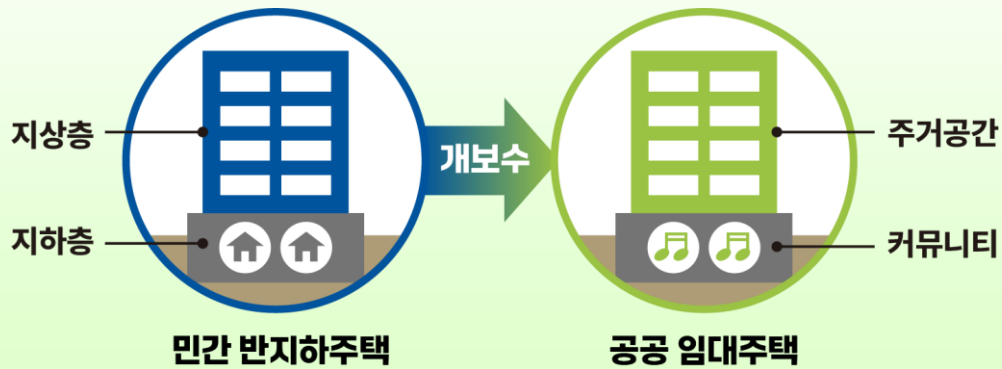 지상층
지하층
개보수
주거공간
커뮤니티
민간 반지하주택
공공 임대주택